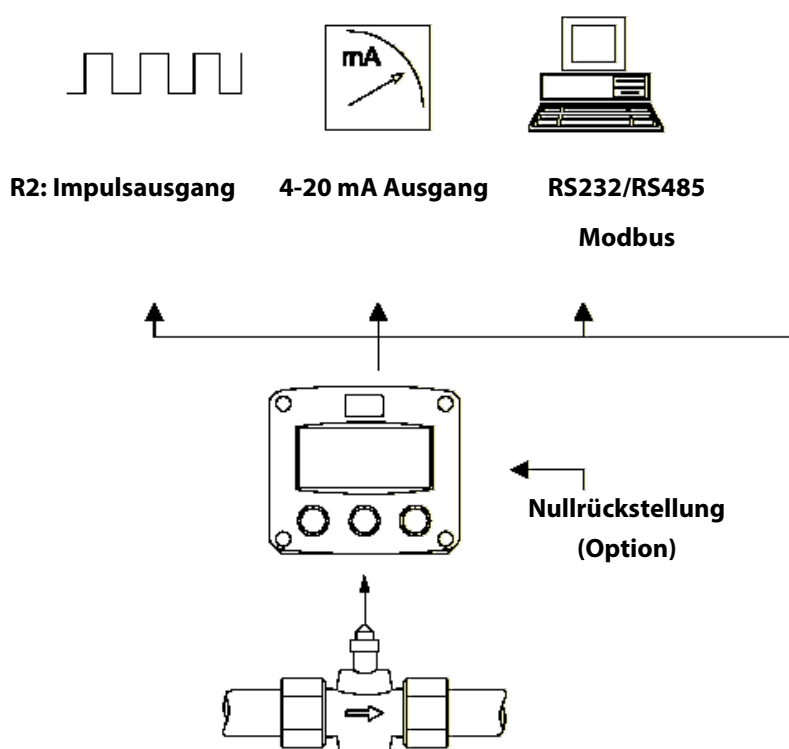 mA
R2: Impulsausgang 4-20 mA Ausgang RS232/RS485
Modbus
Nullrückstellung
(Option)